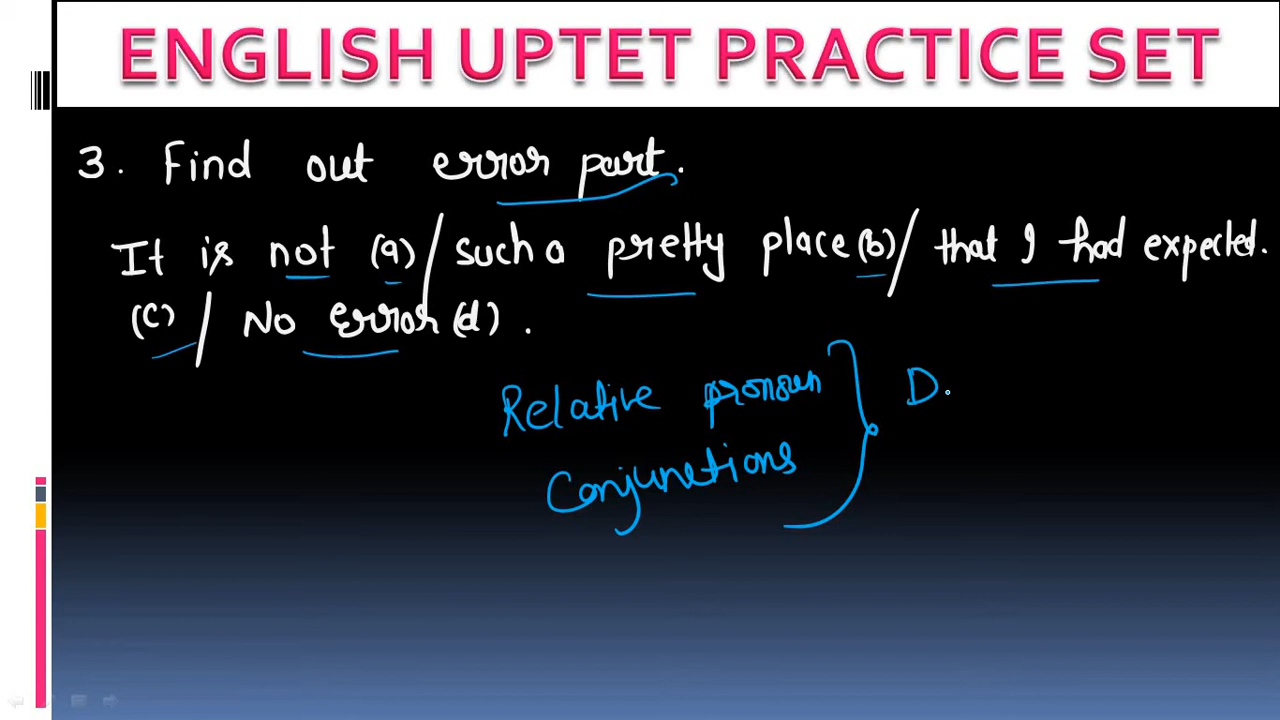 ENGLISH UPTET PRACTICE SET
3. Find out error part.
It is not (a)/ such a pretty place (b)/ that I had expected.
(c)/ No Error (d).
Relative pronoun
Conjunctions
D.